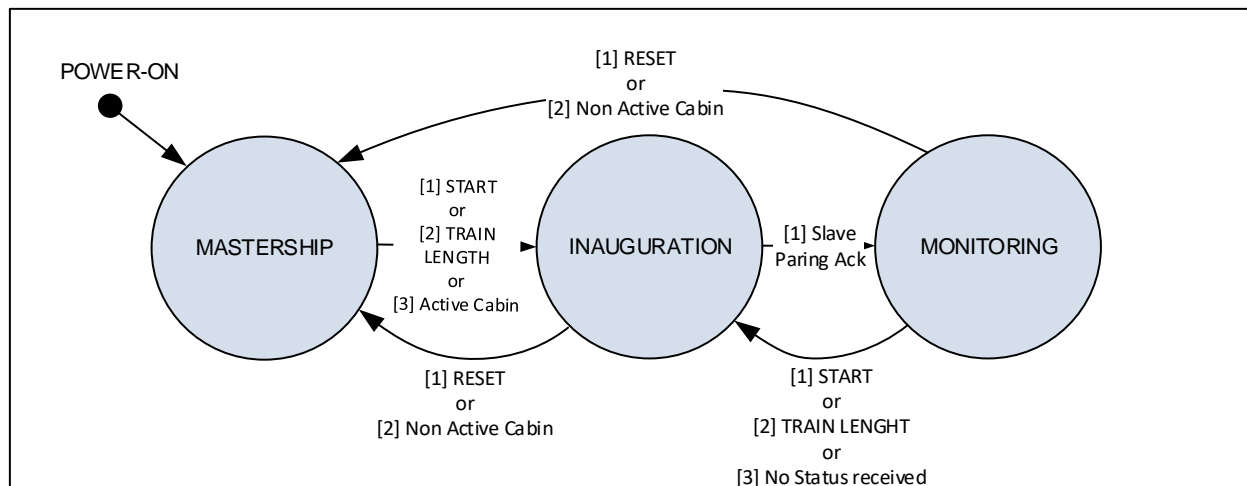 POWER-ON
[1] RESET
or
[2] Non Active Cabin
MASTERSHIP
[1] START
or
[2] TRAIN
LENGTH
or
[3] Active Cabin
INAUGURATION
[1] Slave
Paring Ack
MONITORING
[1] RESET
or
[2] Non Active Cabin
[1] START
or
[2] TRAIN LENGHT
or
[3] No Status received